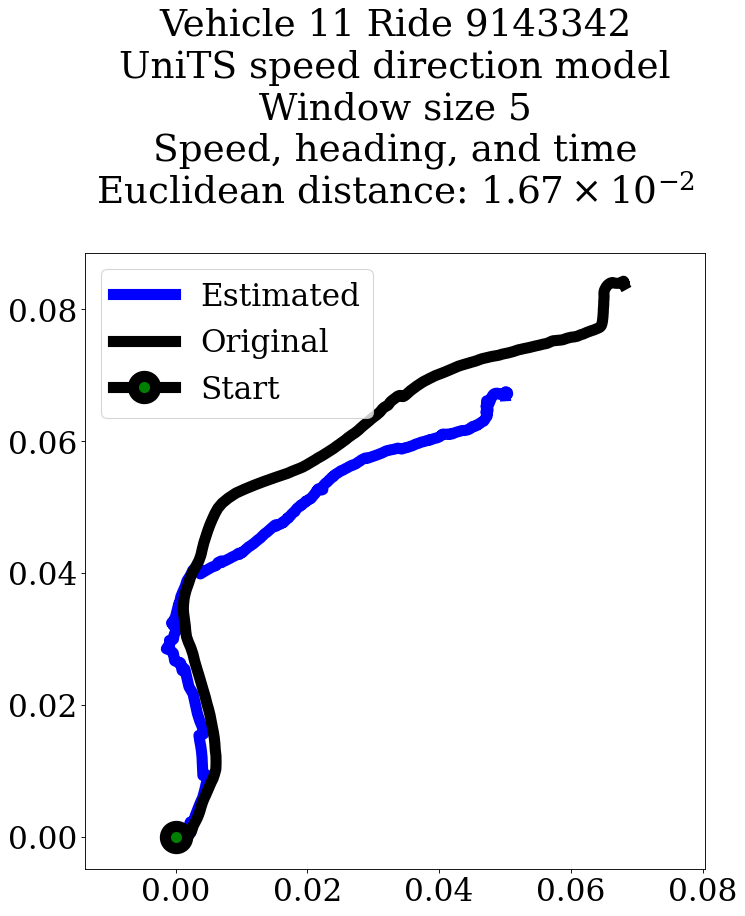 Vehicle 11 Ride 9143342
UniTS speed direction model
Window size 5
Speed, heading, and time
Euclidean distance: 1.67 × 10⁻²
Estimated
Original
Start
0.08
0.06
0.04
0.02
0.00
0.00 0.02 0.04 0.06 0.08